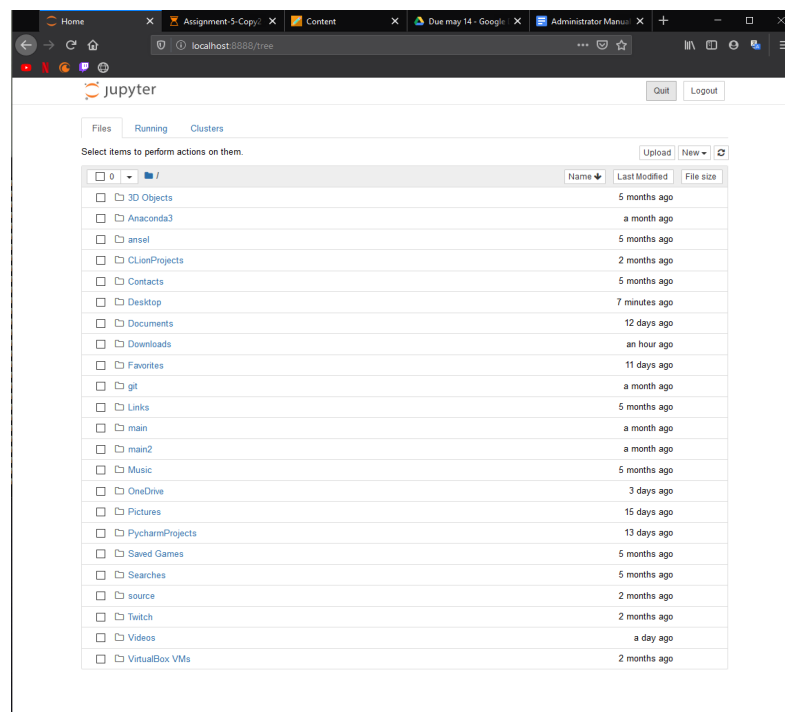 Home Assignment-5-Copy2 Content Due may 14 - Google Administrator Manual
localhost:8888/tree
jupyter Quit Logout
Files Running Clusters
Select items to perform actions on them. Upload New
0 / Name Last Modified File size
3D Objects 5 months ago
Anaconda3 a month ago
ansel 5 months ago
CLionProjects 2 months ago
Contacts 5 months ago
Desktop 7 minutes ago
Documents 12 days ago
Downloads an hour ago
Favorites 11 days ago
git a month ago
Links 5 months ago
main a month ago
main2 a month ago
Music 5 months ago
OneDrive 3 days ago
Pictures 15 days ago
PycharmProjects 13 days ago
Saved Games 5 months ago
Searches 5 months ago
source 2 months ago
Twitch 2 months ago
Videos a day ago
VirtualBox VMs 2 months ago